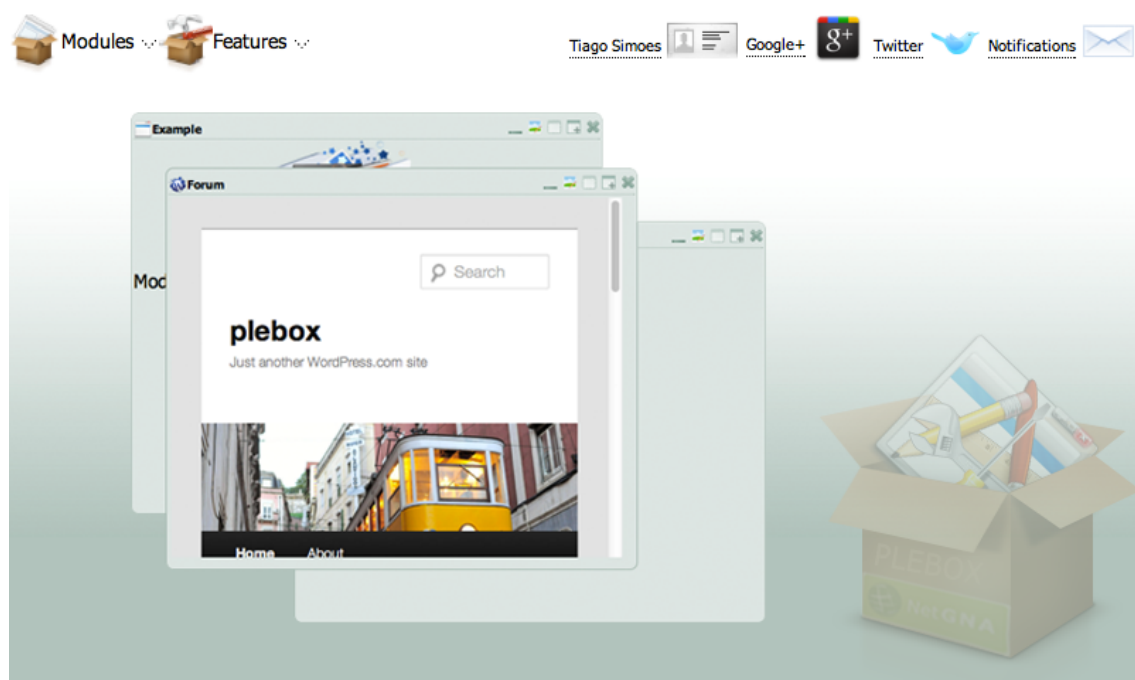 Modules
Features
Tiago Simoes
Google+
g+
Twitter
Notifications
Example
Forum
Mod
Search
plebox
Just another WordPress.com site
Home About
PLEBOX
NetGNA